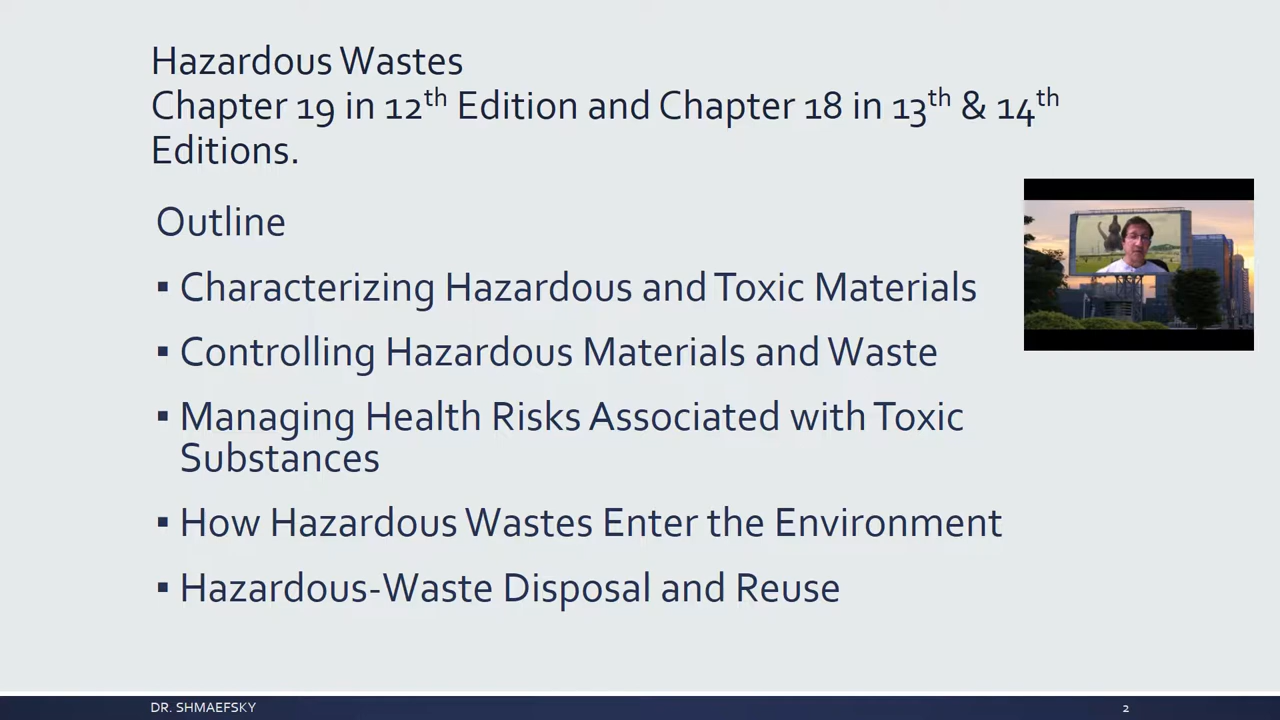 Hazardous Wastes
Chapter 19 in 12th Edition and Chapter 18 in 13th & 14th
Editions.
Outline
▪ Characterizing Hazardous and Toxic Materials
▪ Controlling Hazardous Materials and Waste
▪ Managing Health Risks Associated with Toxic
Substances
▪ How Hazardous Wastes Enter the Environment
▪ Hazardous-Waste Disposal and Reuse
DR. SHMAEFSKY
2